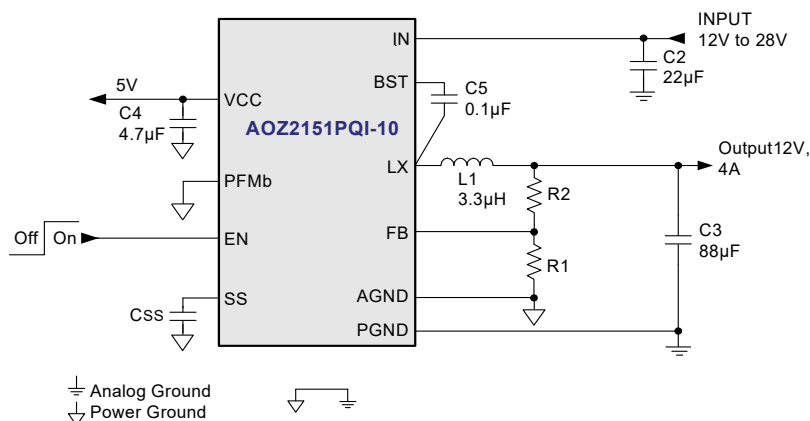 IN
INPUT
12V to 28V
C2
22µF
BST
C5
0.1µF
5V
VCC
C4
4.7µF
AOZ2151PQI-10
LX
L1
3.3µH
Output12V,
4A
PFMb
R2
C3
88µF
Off
On
EN
FB
R1
SS
CSS
AGND
PGND
Analog Ground
Power Ground